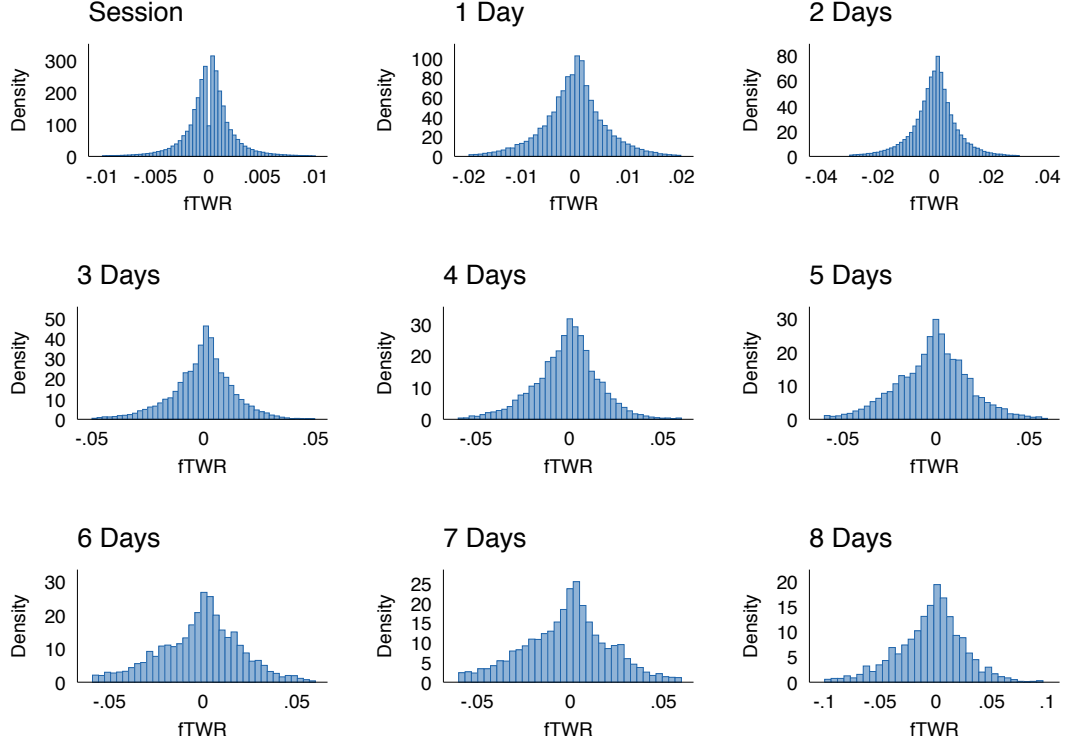 Session
Density
300
200
100
0
-.01 -.005 0 .005 .01
fTWR
1 Day
Density
100
80
60
40
20
0
-.02 -.01 0 .01 .02
fTWR
2 Days
Density
80
60
40
20
0
-.04 -.02 0 .02 .04
fTWR
3 Days
Density
50
40
30
20
10
0
-.05 0 .05
fTWR
4 Days
Density
30
20
10
0
-.05 0 .05
fTWR
5 Days
Density
30
20
10
0
-.05 0 .05
fTWR
6 Days
Density
30
20
10
0
-.05 0 .05
fTWR
7 Days
Density
25
20
15
10
5
0
-.05 0 .05
fTWR
8 Days
Density
20
15
10
5
0
-.1 -.05 0 .05 .1
fTWR